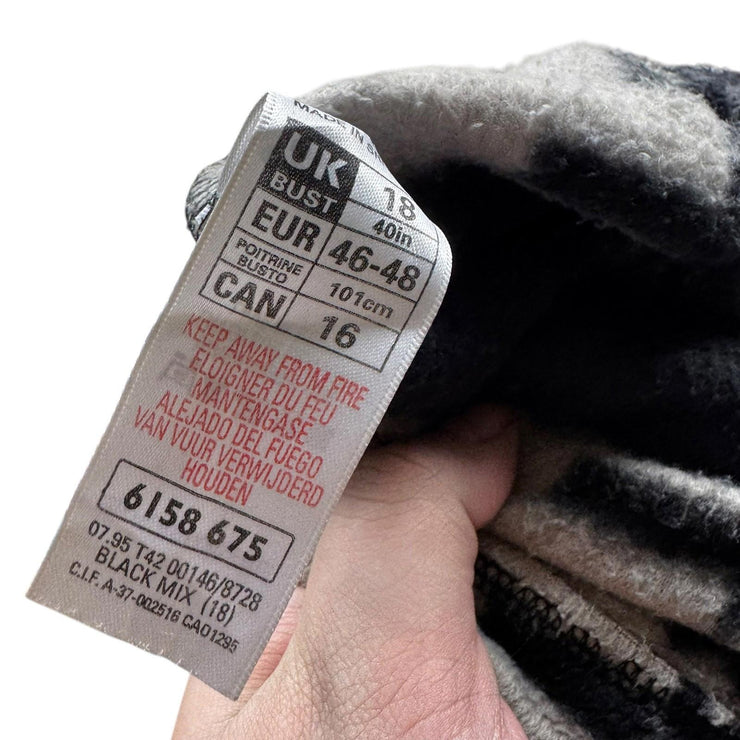 MADE IN
UK 18
BUST 40in
EUR 46-48
POITRINE
BUSTO 101cm
CAN 16
KEEP AWAY FROM FIRE
ELOIGNER DU FEU
MANTENGASE
ALEJADO DEL FUEGO
VAN VUUR VERWIJDERD
HOUDEN
6158 675
07.95 T42 00146/8728
BLACK MIX (18)
C.I.F. A-37-002516 CA01295